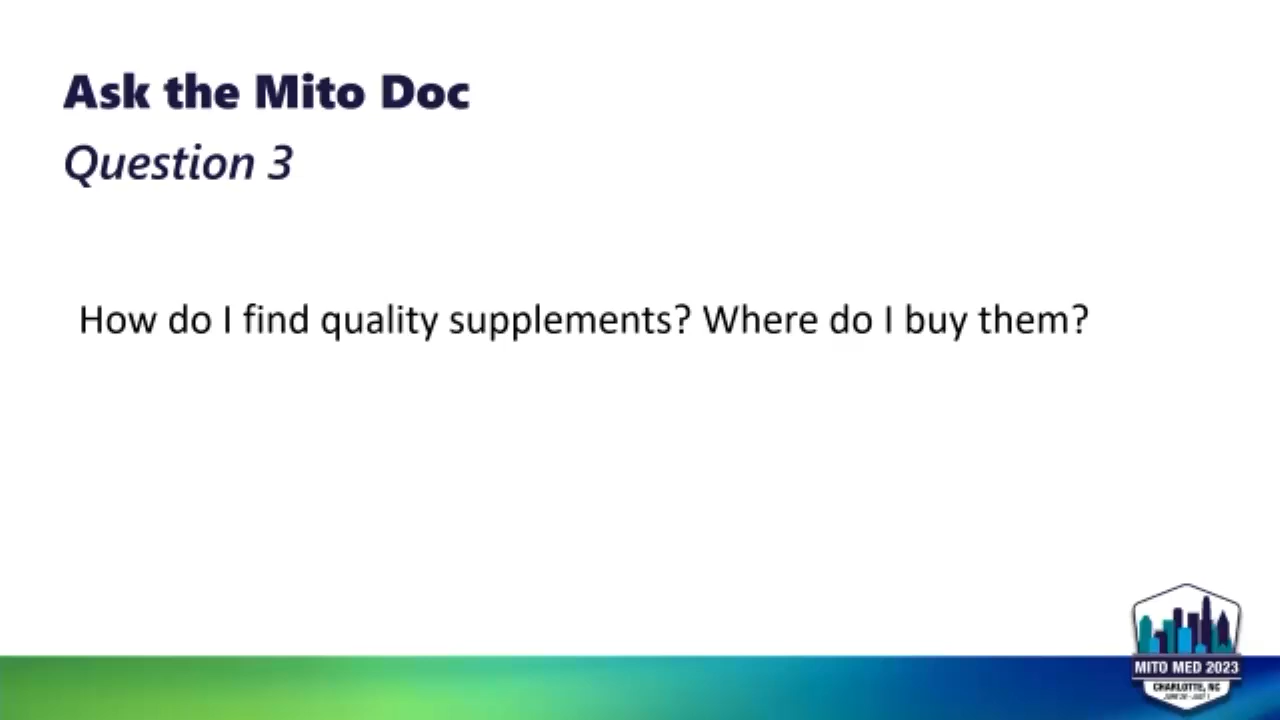 Ask the Mito Doc
Question 3
How do I find quality supplements? Where do I buy them?
MITO MED 2023
CHARLOTTE, NC